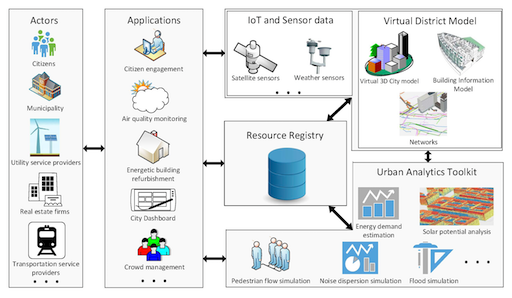 Actors
Citizens
Municipality
Utility service providers
Real estate firms
Transportation service
providers
• • •
Applications
Citizen engagement
Air quality monitoring
Energetic building
refurbishment
City Dashboard
Crowd management
• • •
IoT and Sensor data
Satellite sensors
Weather sensors
• • •
Resource Registry
Virtual District Model
Virtual 3D City model
Building Information
Model
Networks
Urban Analytics Toolkit
Energy demand
estimation
Solar potential analysis
Pedestrian flow simulation
Noise dispersion simulation
Flood simulation
• • •